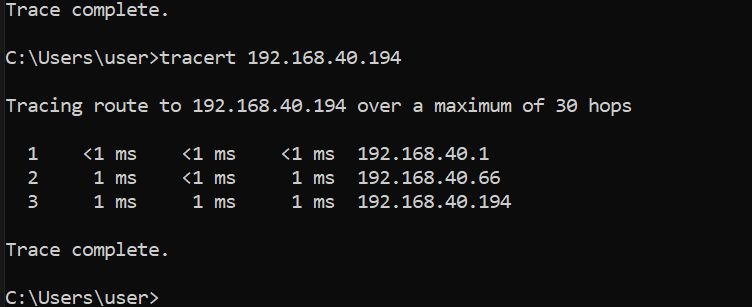 Trace complete.
C:\Users\user>tracert 192.168.40.194
Tracing route to 192.168.40.194 over a maximum of 30 hops
1 <1 ms <1 ms <1 ms 192.168.40.1
2 1 ms <1 ms 1 ms 192.168.40.66
3 1 ms 1 ms 1 ms 192.168.40.194
Trace complete.
C:\Users\user>